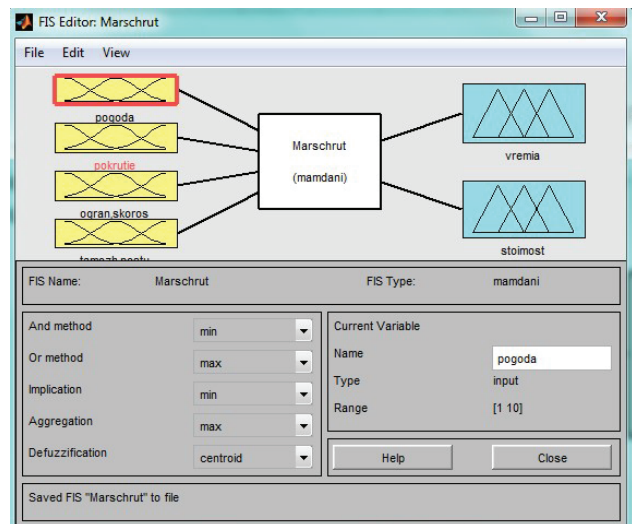 FIS Editor: Marschrut
File Edit View
pogoda
pokrutie
ogran.skoros
Marschrut
(mamdani)
vremia
stoimost
FIS Name: Marschrut
FIS Type: mamdani
And method min
Or method max
Implication min
Aggregation max
Defuzzification centroid
Current Variable
Name pogoda
Type input
Range [1 10]
Help Close
Saved FIS "Marschrut" to file